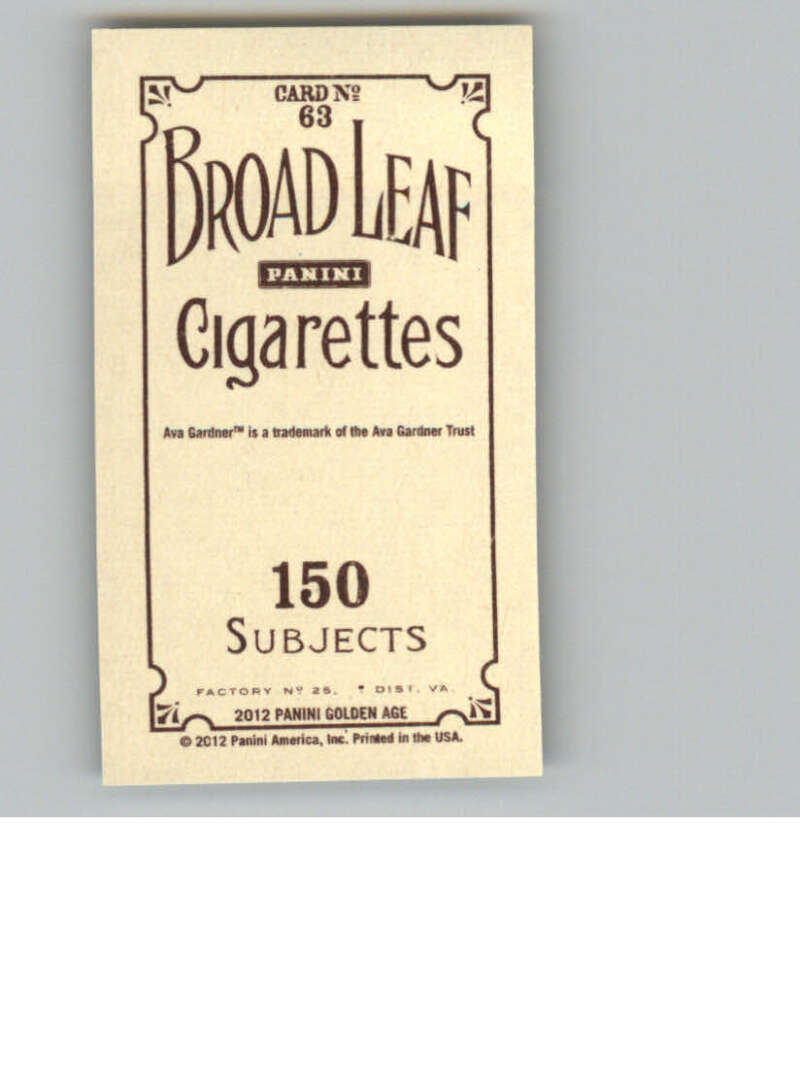 CARD Nº
63
BROAD LEAF
PANINI
Cigarettes
Ava Gardner™ is a trademark of the Ava Gardner Trust
150
SUBJECTS
FACTORY Nº 25. DIST. VA.
2012 PANINI GOLDEN AGE
© 2012 Panini America, Inc. Printed in the USA.